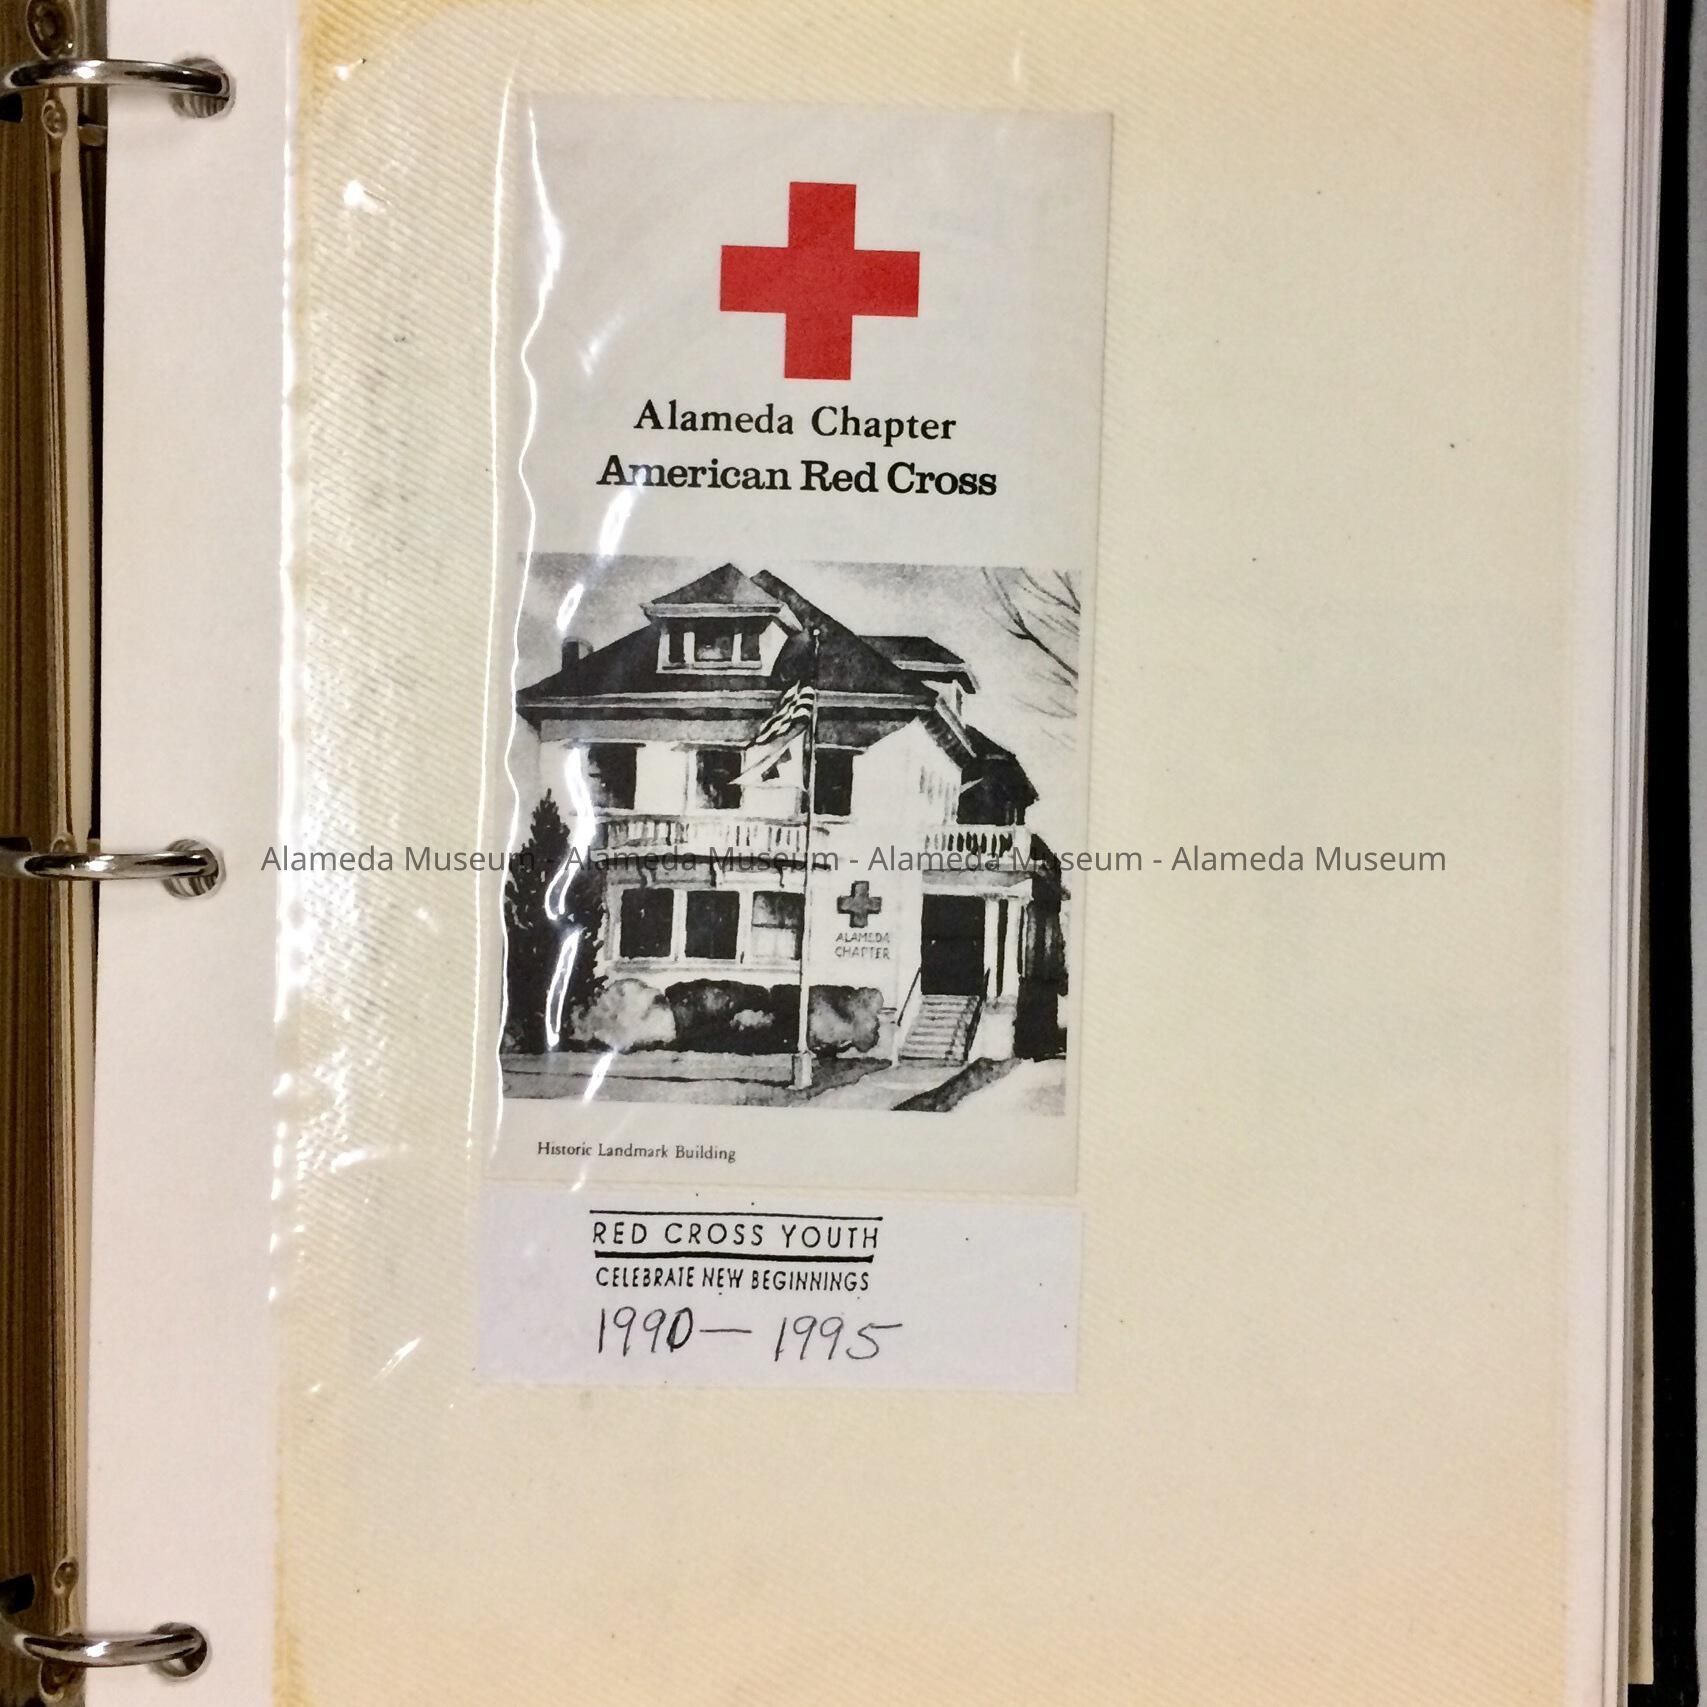 Alameda Chapter
American Red Cross
Alameda Museum - Alameda Museum - Alameda Museum - Alameda Museum
ALAMEDA
CHAPTER
Historic Landmark Building
RED CROSS YOUTH
CELEBRATE NEW BEGINNINGS
1990 — 1995